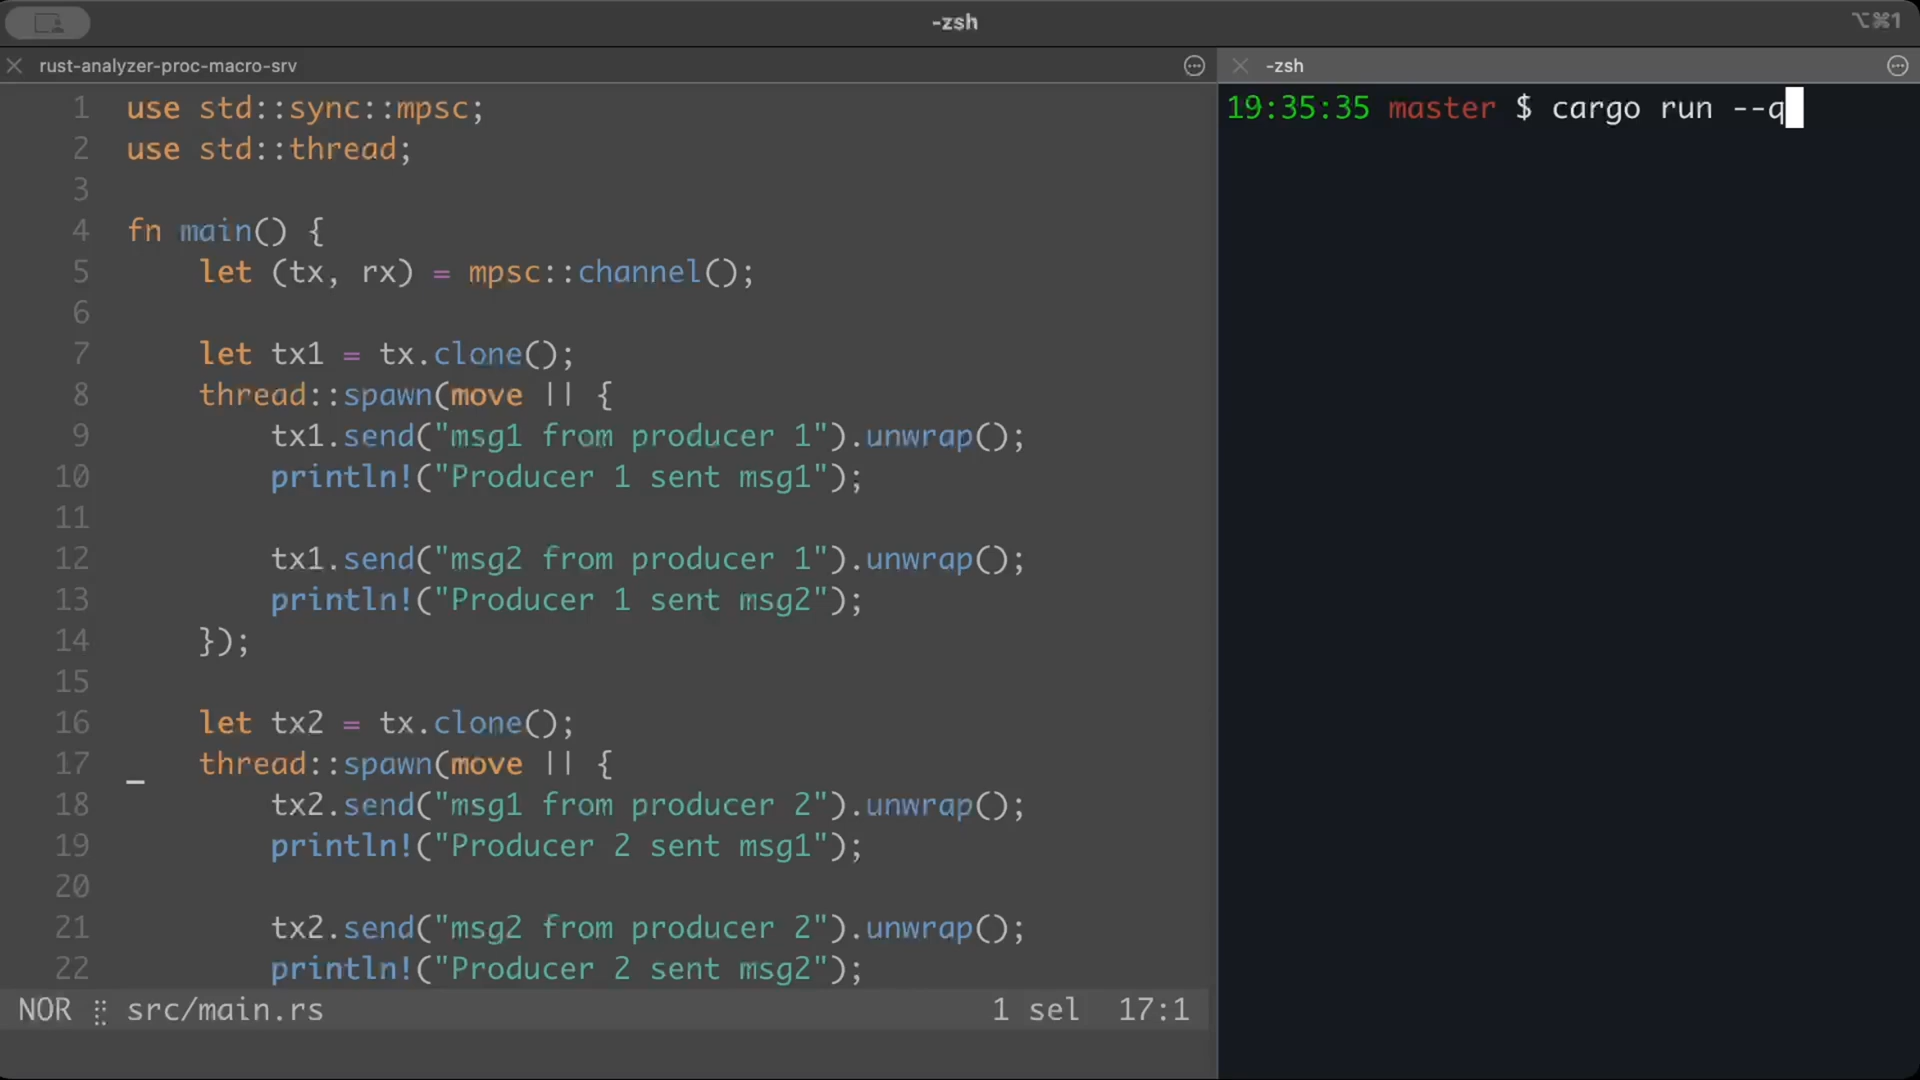 -zsh
⌥⌘1
rust-analyzer-proc-macro-srv
1 use std::sync::mpsc;
2 use std::thread;
3
4 fn main() {
5     let (tx, rx) = mpsc::channel();
6
7     let tx1 = tx.clone();
8     thread::spawn(move || {
9         tx1.send("msg1 from producer 1").unwrap();
10         println!("Producer 1 sent msg1");
11
12         tx1.send("msg2 from producer 1").unwrap();
13         println!("Producer 1 sent msg2");
14     });
15
16     let tx2 = tx.clone();
17     thread::spawn(move || {
18         tx2.send("msg1 from producer 2").unwrap();
19         println!("Producer 2 sent msg1");
20
21         tx2.send("msg2 from producer 2").unwrap();
22         println!("Producer 2 sent msg2");
NOR src/main.rs 1 sel 17:1
-zsh
19:35:35 master $ cargo run --q